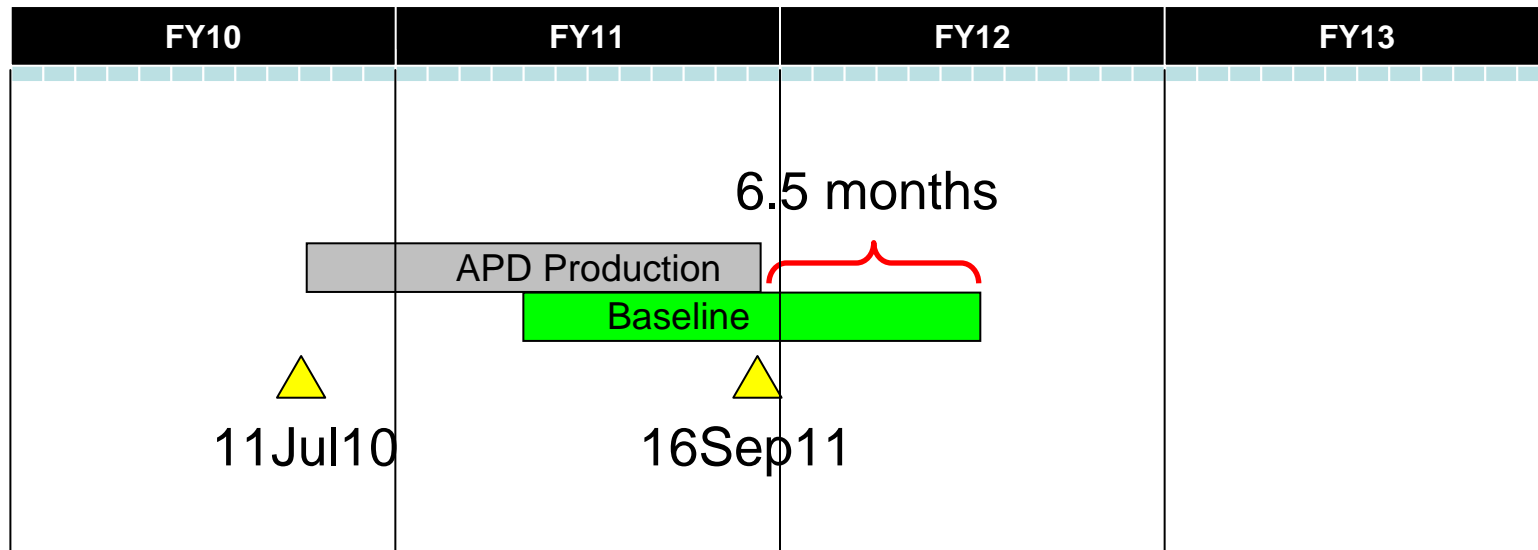 FY10 FY11 FY12 FY13
6.5 months
APD Production
Baseline
11Jul10 16Sep11